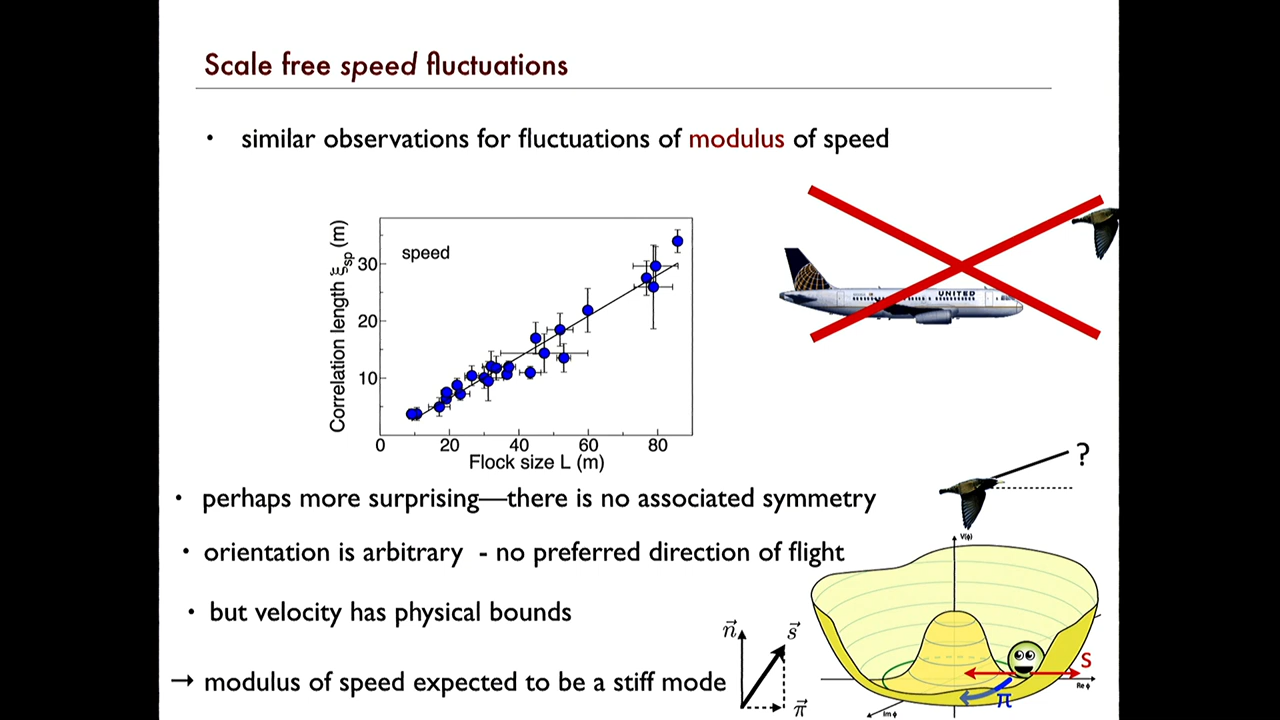 Scale free speed fluctuations
• similar observations for fluctuations of modulus of speed
Correlation length ξsp (m)
30
20
10
speed
0 20 40 60 80
Flock size L (m)
UNITED
• perhaps more surprising—there is no associated symmetry
?
• orientation is arbitrary - no preferred direction of flight
V(ϕ)
• but velocity has physical bounds
n⃗
s⃗
→ modulus of speed expected to be a stiff mode
π⃗
S
π
Re ϕ
Im ϕ